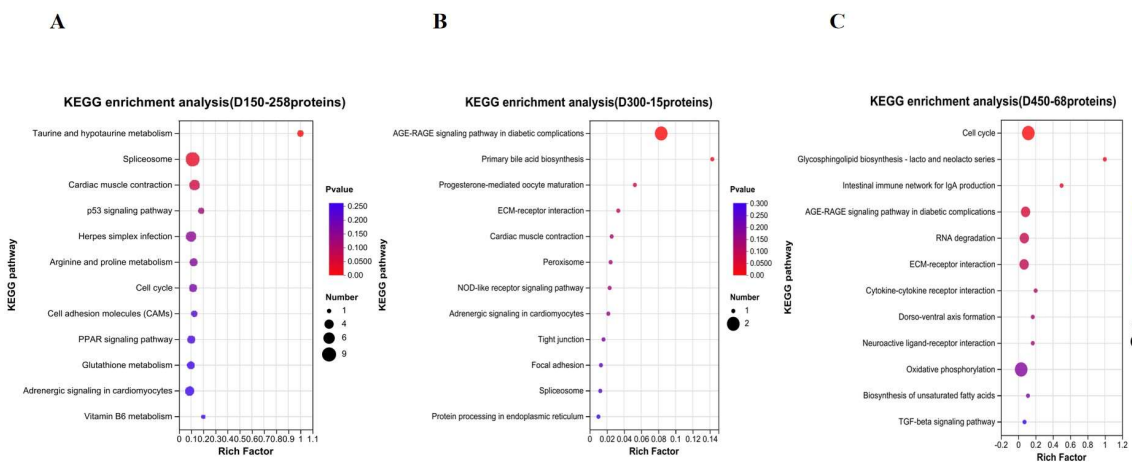 A
B
C
KEGG enrichment analysis(D150-258proteins)
KEGG pathway
Taurine and hypotaurine metabolism
Spliceosome
Cardiac muscle contraction
p53 signaling pathway
Herpes simplex infection
Arginine and proline metabolism
Cell cycle
Cell adhesion molecules (CAMs)
PPAR signaling pathway
Glutathione metabolism
Adrenergic signaling in cardiomyocytes
Vitamin B6 metabolism
0 0.10.20.30.40.50.60.70.80.9 1 1.1
Rich Factor
Pvalue
0.250
0.200
0.150
0.100
0.0500
0.00
Number
1
4
6
9
KEGG enrichment analysis(D300-15proteins)
KEGG pathway
AGE-RAGE signaling pathway in diabetic complications
Primary bile acid biosynthesis
Progesterone-mediated oocyte maturation
ECM-receptor interaction
Cardiac muscle contraction
Peroxisome
NOD-like receptor signaling pathway
Adrenergic signaling in cardiomyocytes
Tight junction
Focal adhesion
Spliceosome
Protein processing in endoplasmic reticulum
0 0.02 0.04 0.06 0.08 0.1 0.12 0.14
Rich Factor
Pvalue
0.300
0.250
0.200
0.150
0.100
0.0500
0.00
Number
1
2
KEGG enrichment analysis(D450-68proteins)
KEGG pathway
Cell cycle
Glycosphingolipid biosynthesis - lacto and neolacto series
Intestinal immune network for IgA production
AGE-RAGE signaling pathway in diabetic complications
RNA degradation
ECM-receptor interaction
Cytokine-cytokine receptor interaction
Dorso-ventral axis formation
Neuroactive ligand-receptor interaction
Oxidative phosphorylation
Biosynthesis of unsaturated fatty acids
TGF-beta signaling pathway
-0.2 0 0.2 0.4 0.6 0.8 1 1.2
Rich Factor